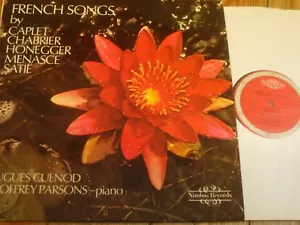 FRENCH SONGS
by
CAPLET
CHABRIER
HONEGGER
MENASCE
SATIE
UGUES CUENOD
OFFREY PARSONS—piano
Nimbus Records